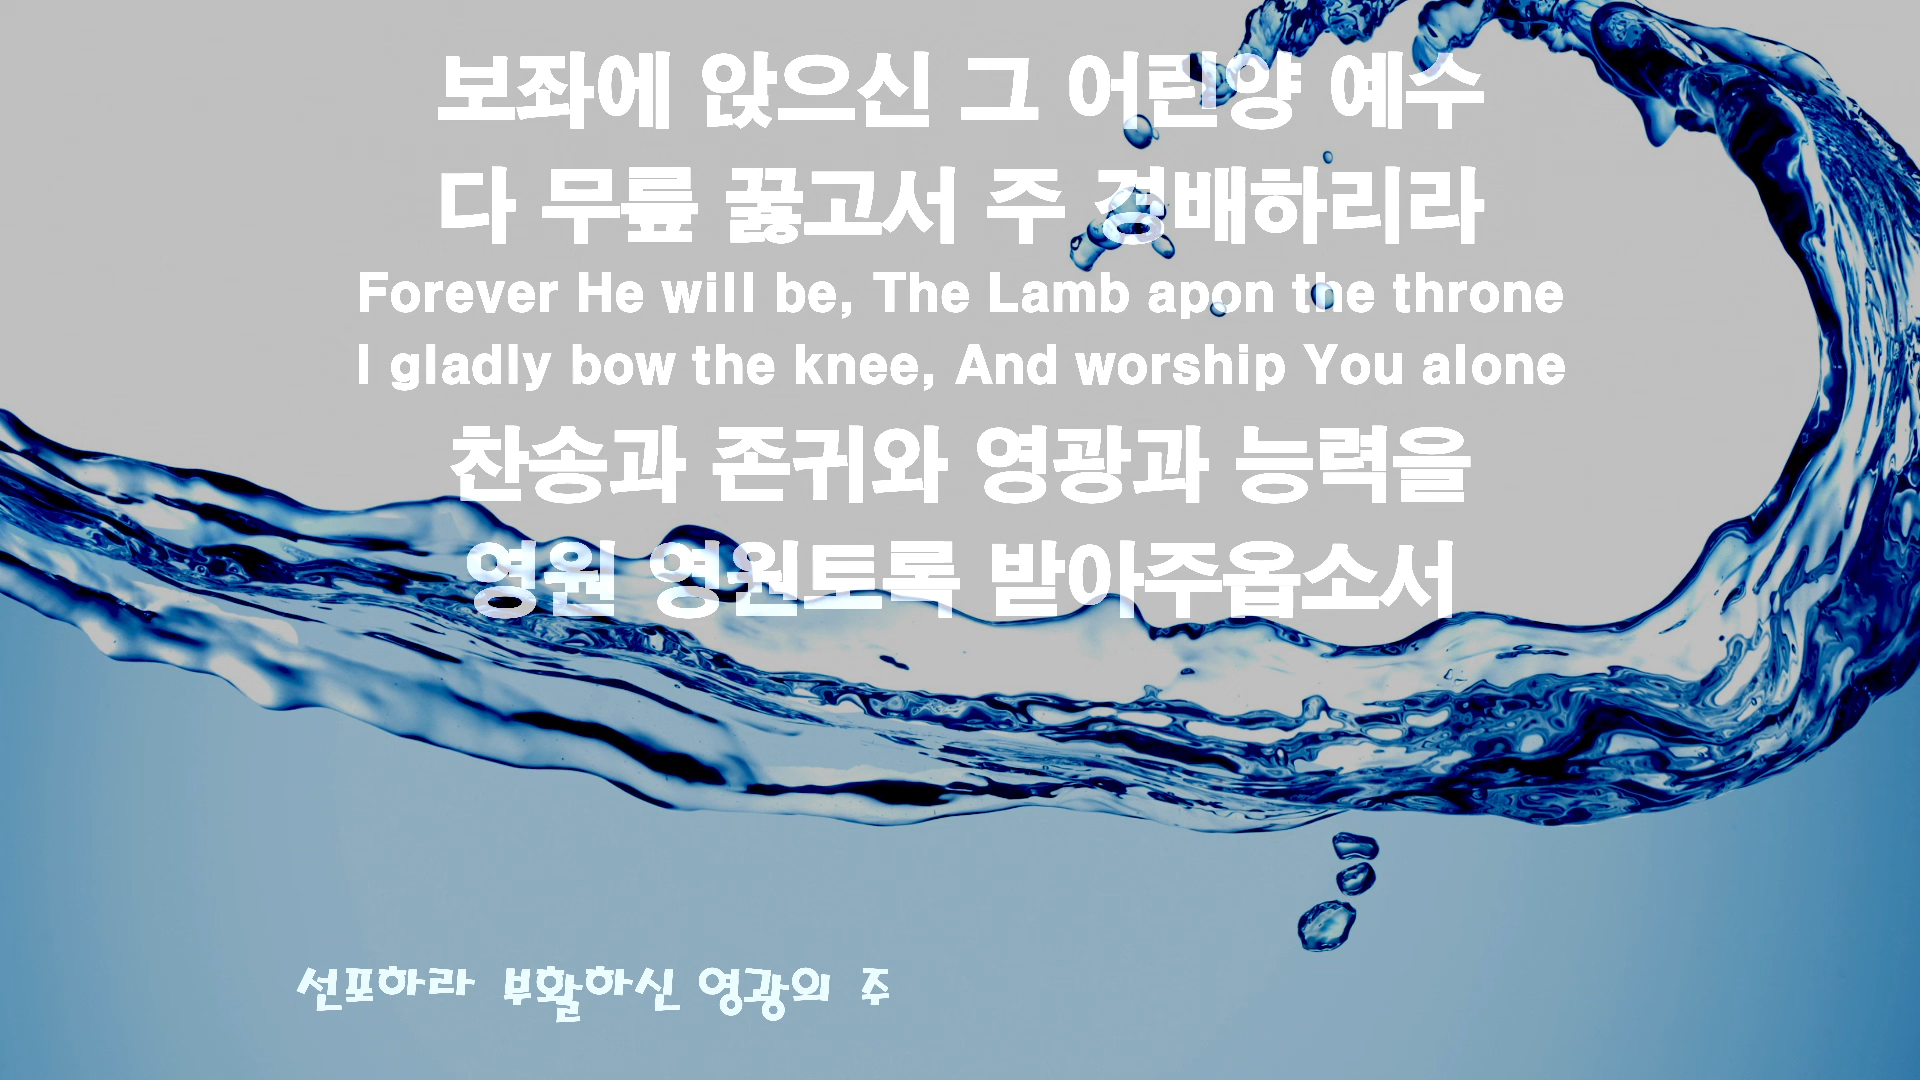 보좌에 앉으신 그 어린양 예수
다 무릎 꿇고서 주 경배하리라
Forever He will be, The Lamb apon the throne
I gladly bow the knee, And worship You alone
찬송과 존귀와 영광과 능력을
영원 영원토록 받아주옵소서
선포하라 부활하신 영광의 주